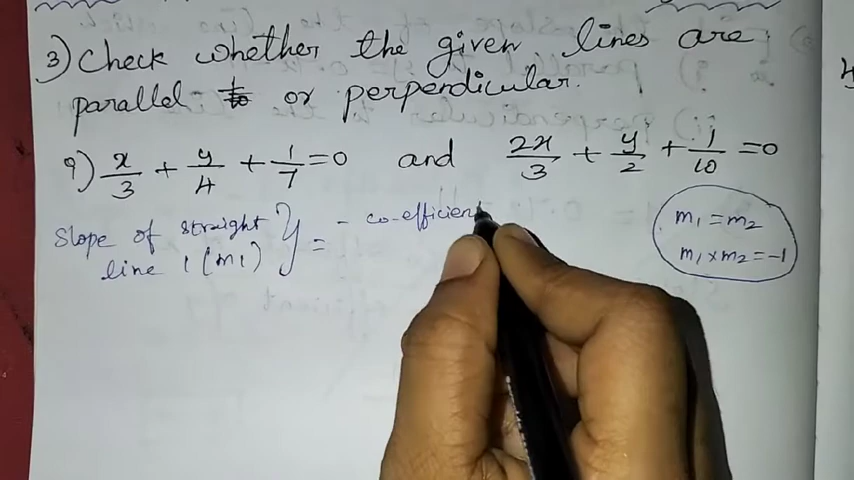 3) Check whether the given lines are
parallel or perpendicular.
9) x/3 + y/4 + 1/7 = 0 and 2x/3 + y/2 + 1/10 = 0
Slope of straight line 1 (m1) } = - co-efficient
m1 = m2
m1 x m2 = -1